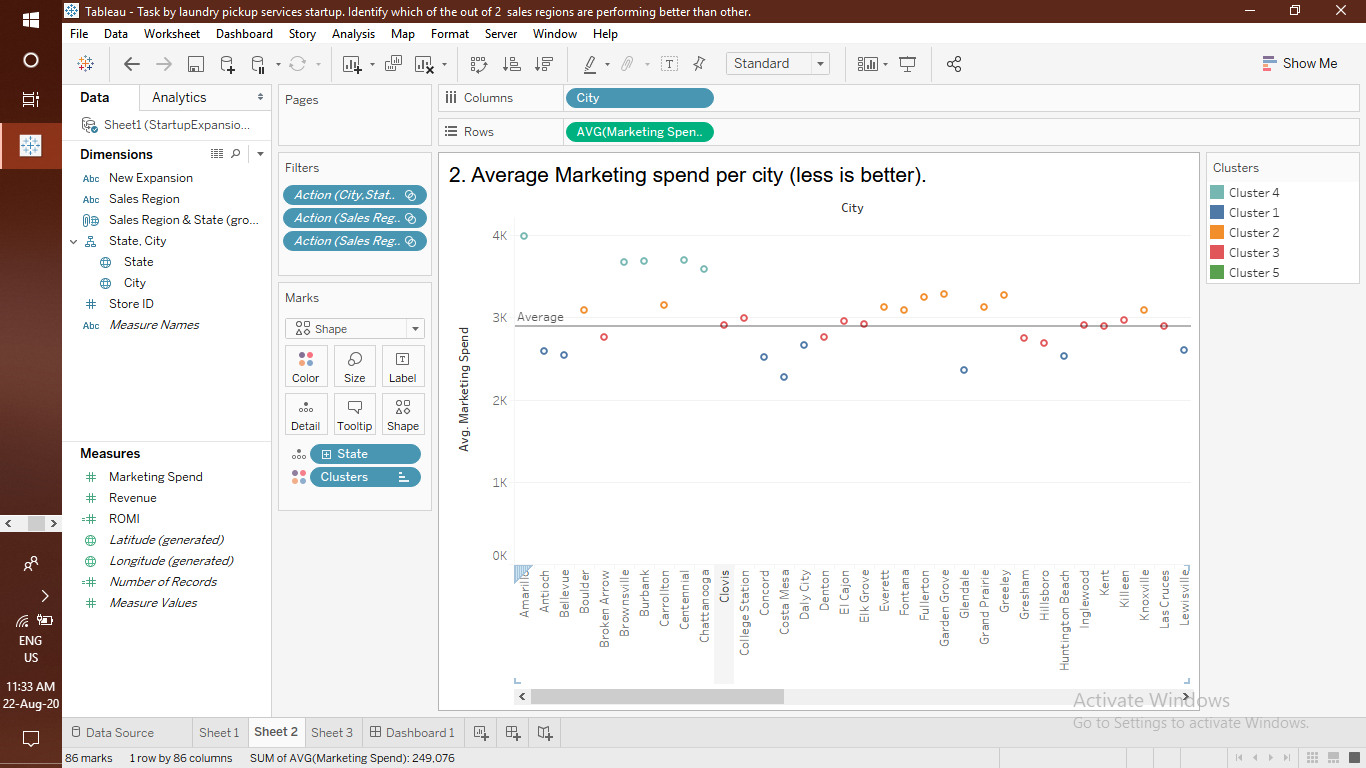 Tableau - Task by laundry pickup services startup. Identify which of the out of 2 sales regions are performing better than other.
File Data Worksheet Dashboard Story Analysis Map Format Server Window Help
Standard
Show Me
Data
Analytics
Sheet1 (StartupExpansio...
Dimensions
Abc New Expansion
Abc Sales Region
Sales Region & State (gro...
State, City
State
City
Store ID
Abc Measure Names
Measures
Marketing Spend
Revenue
ROMI
Latitude (generated)
Longitude (generated)
Number of Records
Measure Values
Pages
Filters
Action (City,Stat..
Action (Sales Reg..
Action (Sales Reg..
Marks
Shape
Color Size Label
Detail Tooltip Shape
State
Clusters
Columns City
Rows AVG(Marketing Spen..
2. Average Marketing spend per city (less is better).
City
Avg. Marketing Spend
4K
3K
2K
1K
0K
Average
Amarillo
Antioch
Bellevue
Boulder
Broken Arrow
Brownsville
Burbank
Carrollton
Centennial
Chattanooga
Clovis
College Station
Concord
Costa Mesa
Daly City
Denton
El Cajon
Elk Grove
Everett
Fontana
Fullerton
Garden Grove
Glendale
Grand Prairie
Greeley
Gresham
Hillsboro
Huntington Beach
Inglewood
Kent
Killeen
Knoxville
Las Cruces
Lewisville
Clusters
Cluster 4
Cluster 1
Cluster 2
Cluster 3
Cluster 5
Activate Windows
Go to Settings to activate Windows.
Data Source Sheet 1 Sheet 2 Sheet 3 Dashboard 1
86 marks 1 row by 86 columns SUM of AVG(Marketing Spend): 249,076
ENG
US
11:33 AM
22-Aug-20